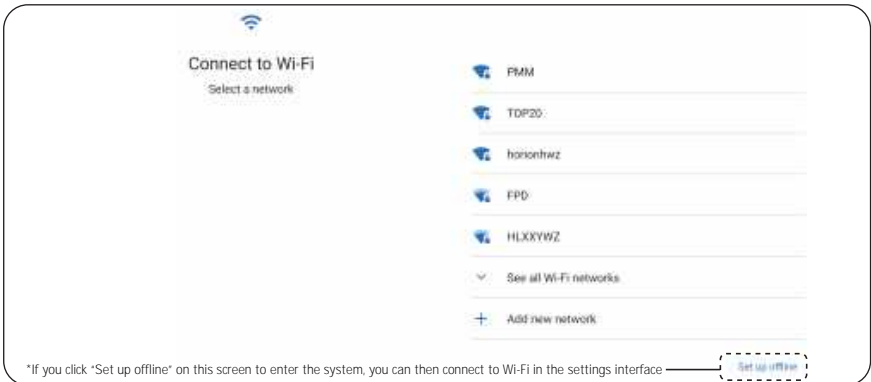 Connect to Wi-Fi
Select a network
PMM
TOP20
hononhwz
FPD
HLXXYWZ
See all Wi-Fi networks
Add new network
*If you click "Set up offline" on this screen to enter the system, you can then connect to Wi-Fi in the settings interface
Set up offline